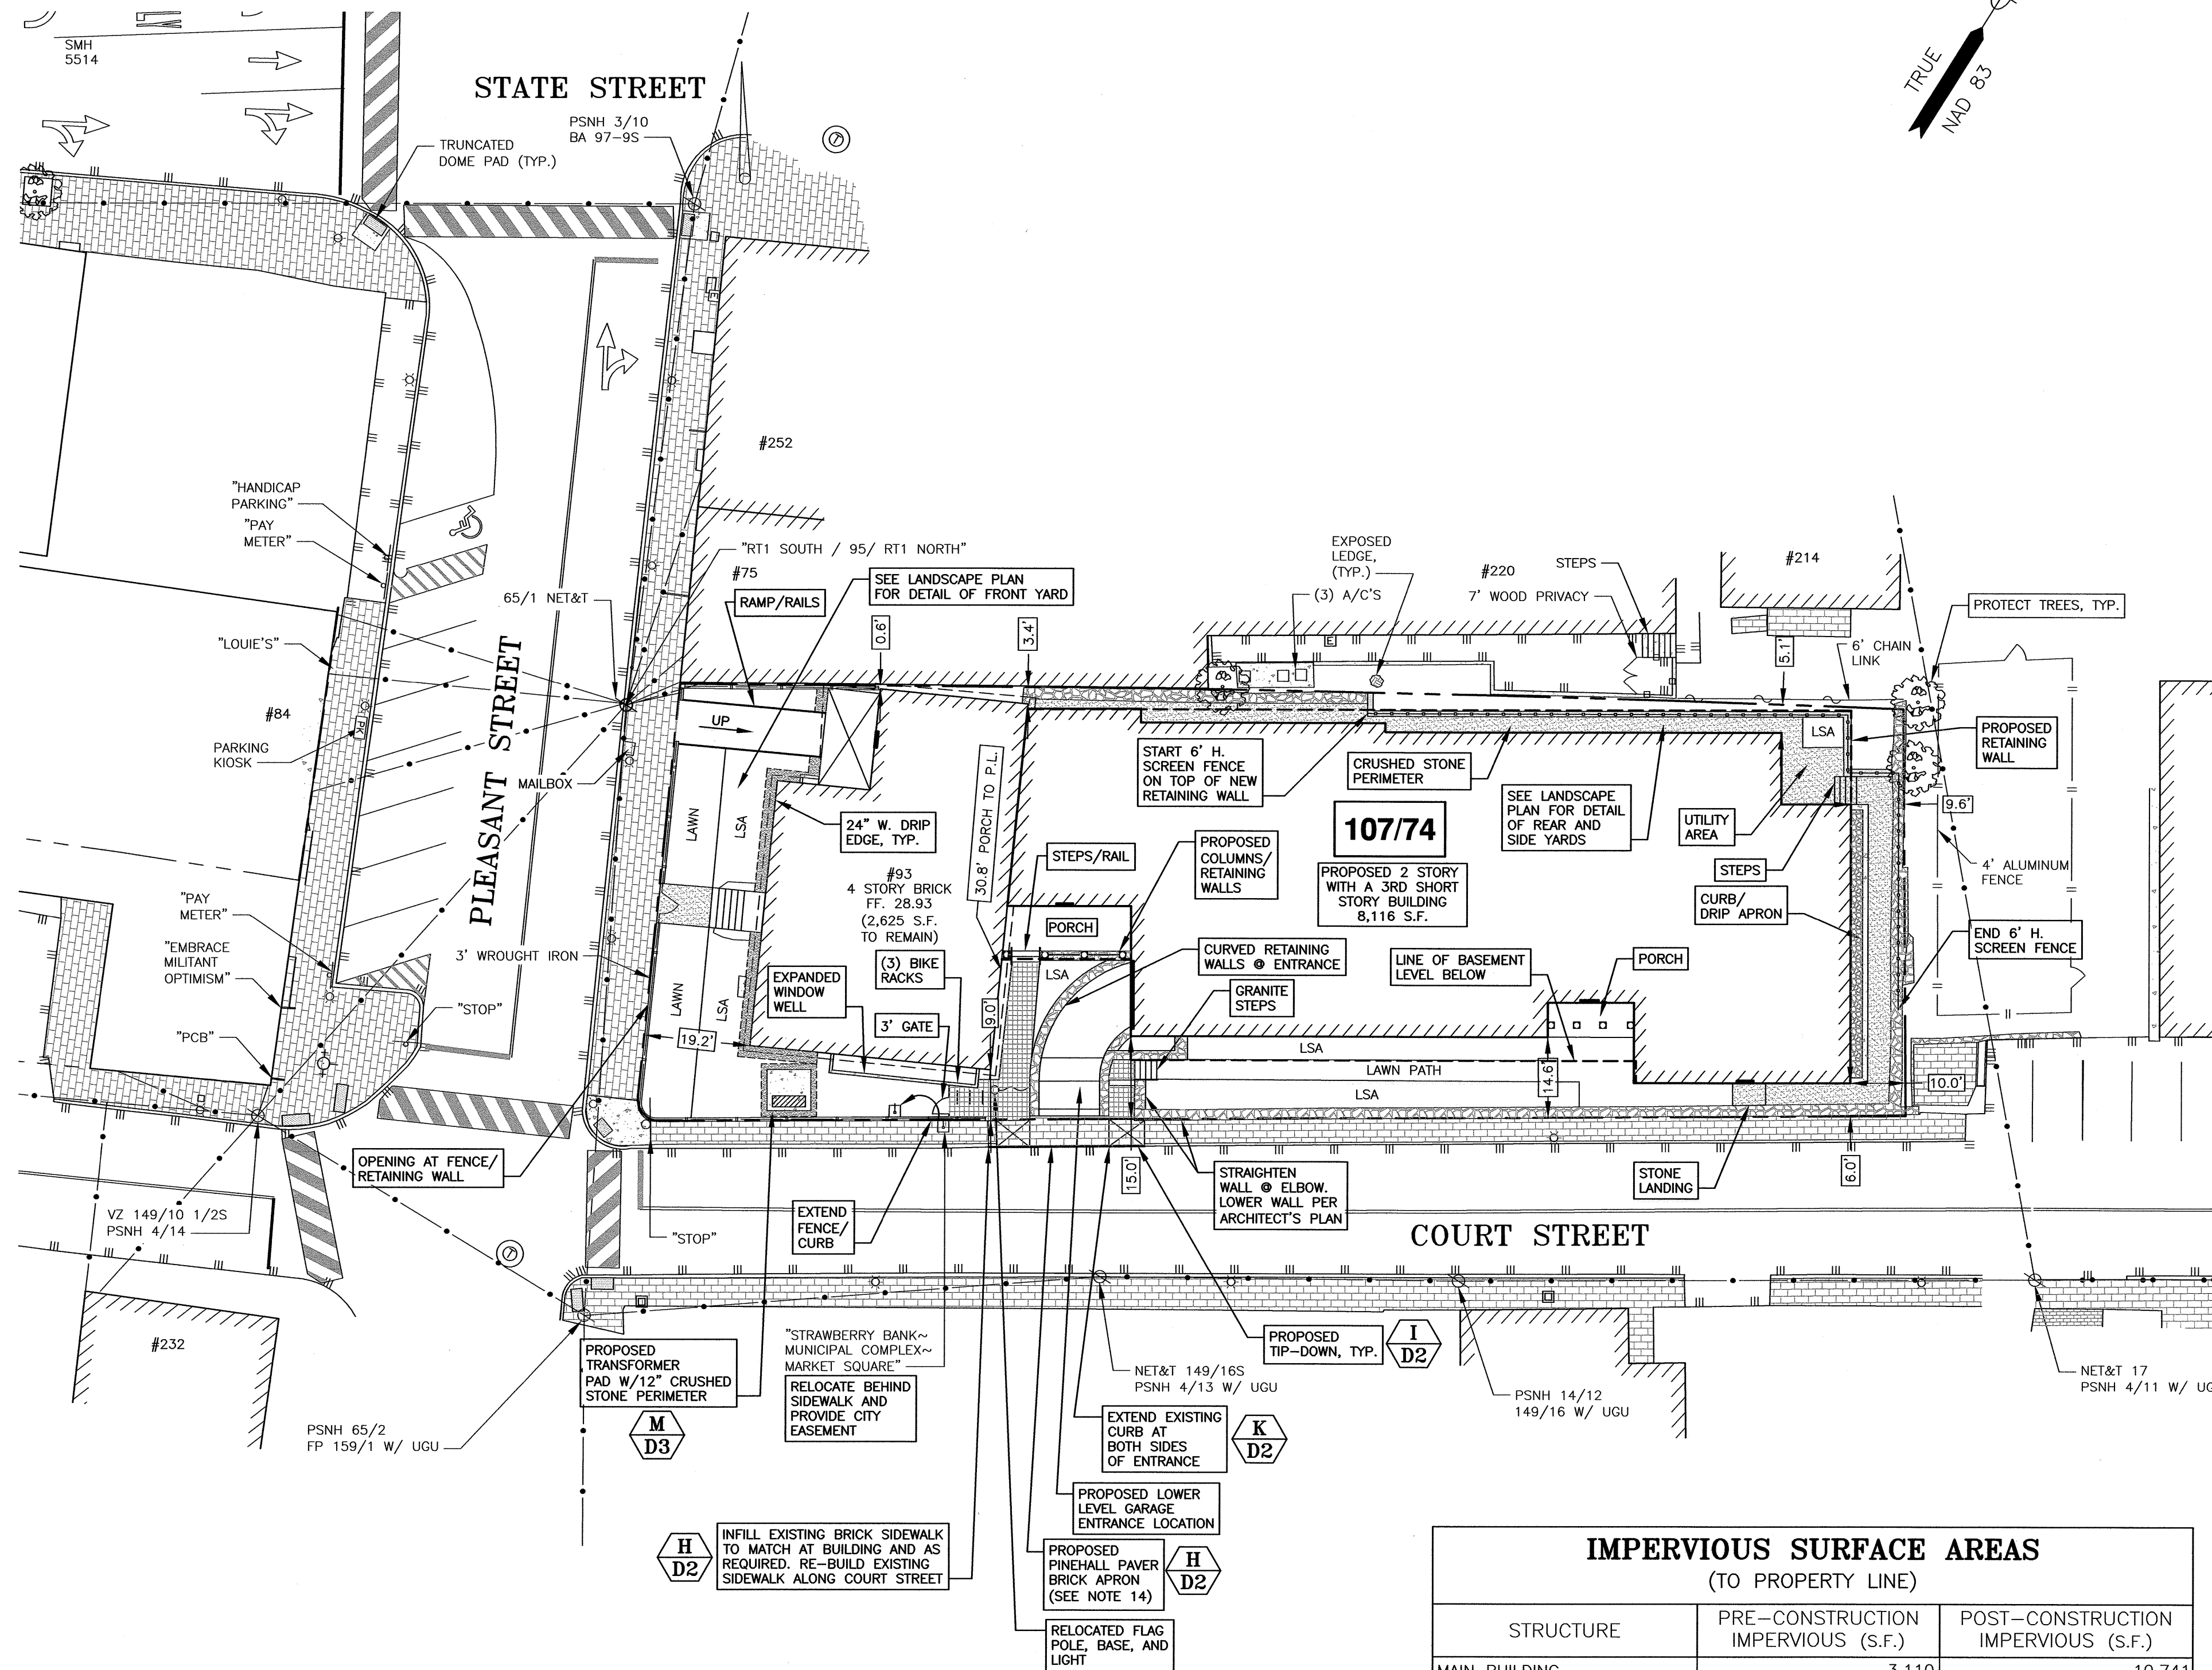 SMH
5514
STATE STREET
PSNH 3/10
BA 97-9S
TRUNCATED
DOME PAD (TYP.)
TRUE
NAD 83
#252
"HANDICAP
PARKING"
"PAY
METER"
"RT1 SOUTH / 95/ RT1 NORTH"
#75
65/1 NET&T
RAMP/RAILS
SEE LANDSCAPE PLAN
FOR DETAIL OF FRONT YARD
0.6'
3.4'
EXPOSED
LEDGE,
(TYP.)
(3) A/C'S
#220
STEPS
7' WOOD PRIVACY
E
E
#214
5.1'
6' CHAIN
LINK
PROTECT TREES, TYP.
"LOUIE'S"
#84
PK
PARKING
KIOSK
PLEASANT STREET
MAILBOX
UP
LAWN
LSA
24" W. DRIP
EDGE, TYP.
30.8' PORCH TO P.L.
START 6' H.
SCREEN FENCE
ON TOP OF NEW
RETAINING WALL
CRUSHED STONE
PERIMETER
SEE LANDSCAPE
PLAN FOR DETAIL
OF REAR AND
SIDE YARDS
LSA
UTILITY
AREA
STEPS
PROPOSED
RETAINING
WALL
9.6'
4' ALUMINUM
FENCE
107/74
PROPOSED 2 STORY
WITH A 3RD SHORT
STORY BUILDING
8,116 S.F.
CURB/
DRIP APRON
END 6' H.
SCREEN FENCE
STEPS/RAIL
PROPOSED
COLUMNS/
RETAINING
WALLS
#93
4 STORY BRICK
FF. 28.93
(2,625 S.F.
TO REMAIN)
PORCH
LSA
CURVED RETAINING
WALLS @ ENTRANCE
LINE OF BASEMENT
LEVEL BELOW
PORCH
"PAY
METER"
"EMBRACE
MILITANT
OPTIMISM"
"PCB"
"STOP"
3' WROUGHT IRON
LAWN
LSA
EXPANDED
WINDOW
WELL
(3) BIKE
RACKS
3' GATE
9.0'
GRANITE
STEPS
19.2'
LSA
LAWN PATH
LSA
14.6'
10.0'
OPENING AT FENCE/
RETAINING WALL
VZ 149/10 1/2S
PSNH 4/14
"STOP"
EXTEND
FENCE/
CURB
15.0'
STRAIGHTEN
WALL @ ELBOW.
LOWER WALL PER
ARCHITECT'S PLAN
STONE
LANDING
6.0'
COURT STREET
#232
PROPOSED
TRANSFORMER
PAD W/12" CRUSHED
STONE PERIMETER
M
D3
"STRAWBERRY BANK~
MUNICIPAL COMPLEX~
MARKET SQUARE"
RELOCATE BEHIND
SIDEWALK AND
PROVIDE CITY
EASEMENT
PROPOSED
TIP-DOWN, TYP.
I
D2
NET&T 149/16S
PSNH 4/13 W/ UGU
PSNH 14/12
149/16 W/ UGU
NET&T 17
PSNH 4/11 W/ UG
PSNH 65/2
FP 159/1 W/ UGU
EXTEND EXISTING
CURB AT
BOTH SIDES
OF ENTRANCE
K
D2
PROPOSED LOWER
LEVEL GARAGE
ENTRANCE LOCATION
H
D2
INFILL EXISTING BRICK SIDEWALK
TO MATCH AT BUILDING AND AS
REQUIRED. RE-BUILD EXISTING
SIDEWALK ALONG COURT STREET
PROPOSED
PINEHALL PAVER
BRICK APRON
(SEE NOTE 14)
H
D2
RELOCATED FLAG
POLE, BASE, AND
LIGHT
IMPERVIOUS SURFACE AREAS
(TO PROPERTY LINE)
STRUCTURE
PRE-CONSTRUCTION
IMPERVIOUS (S.F.)
POST-CONSTRUCTION
IMPERVIOUS (S.F.)
MAIN BUILDING 3,110 10,741